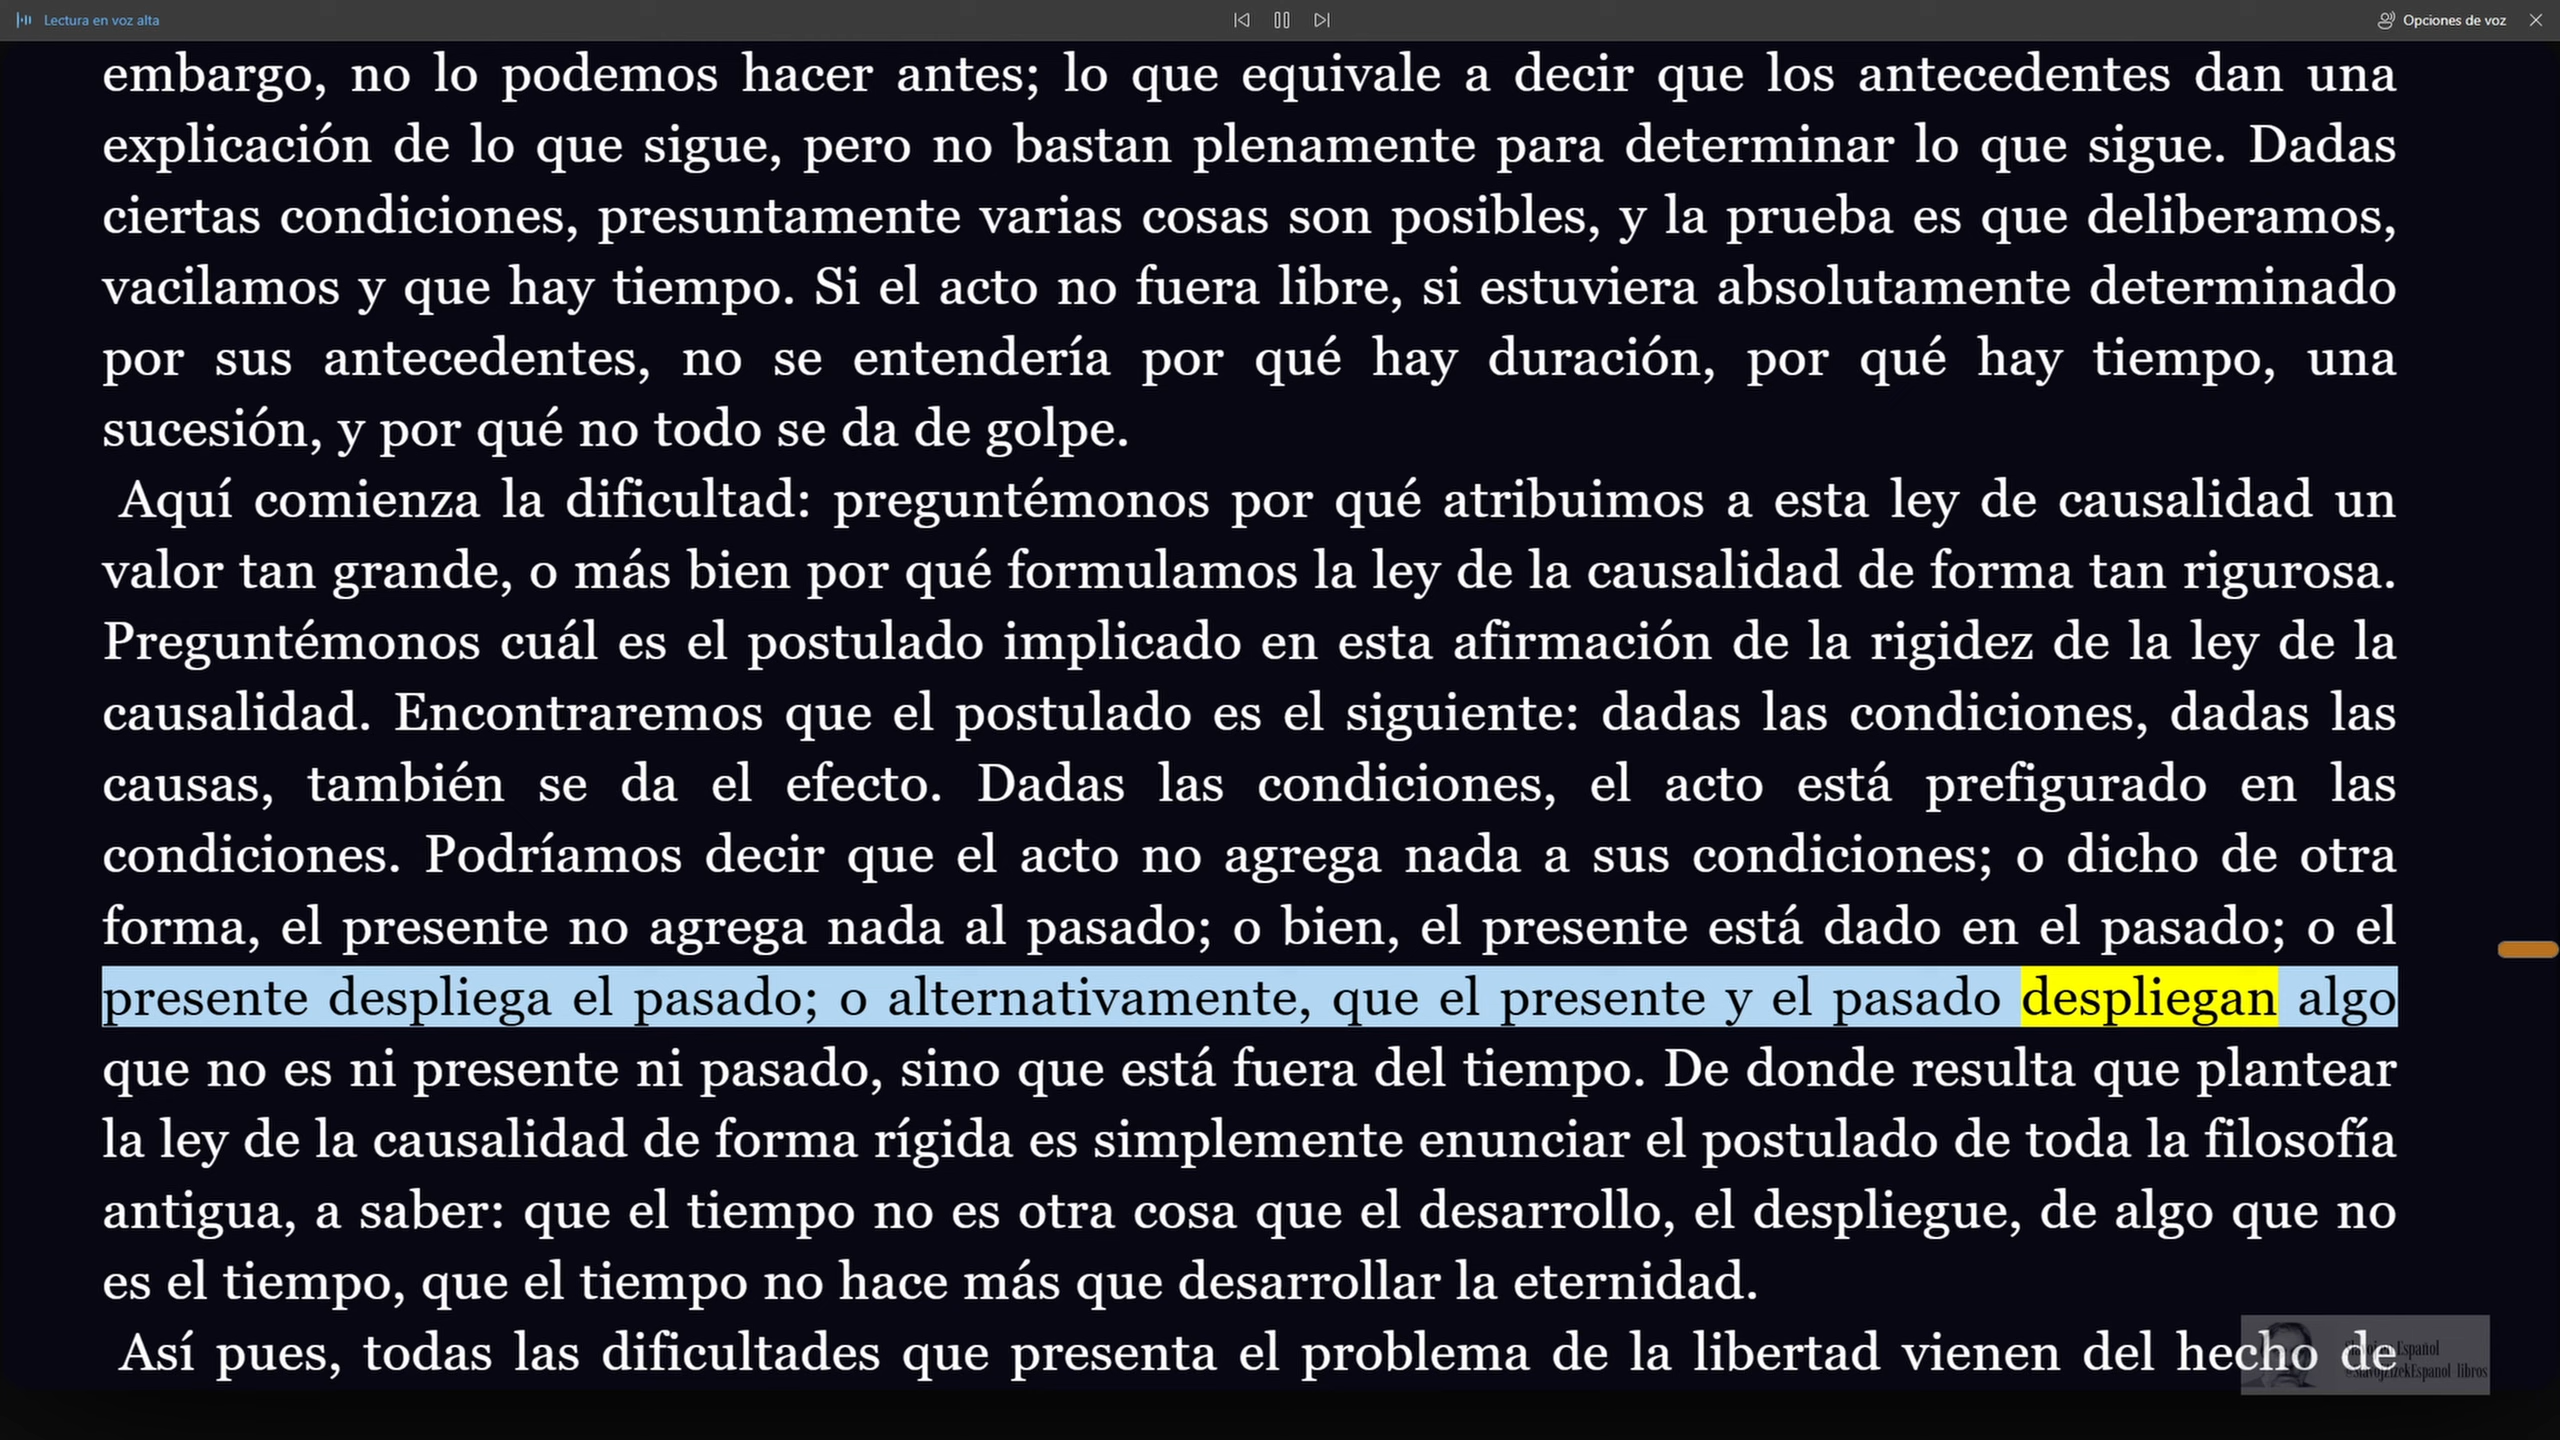 Lectura en voz alta
Opciones de voz
embargo, no lo podemos hacer antes; lo que equivale a decir que los antecedentes dan una
explicación de lo que sigue, pero no bastan plenamente para determinar lo que sigue. Dadas
ciertas condiciones, presuntamente varias cosas son posibles, y la prueba es que deliberamos,
vacilamos y que hay tiempo. Si el acto no fuera libre, si estuviera absolutamente determinado
por sus antecedentes, no se entendería por qué hay duración, por qué hay tiempo, una
sucesión, y por qué no todo se da de golpe.
Aquí comienza la dificultad: preguntémonos por qué atribuimos a esta ley de causalidad un
valor tan grande, o más bien por qué formulamos la ley de la causalidad de forma tan rigurosa.
Preguntémonos cuál es el postulado implicado en esta afirmación de la rigidez de la ley de la
causalidad. Encontraremos que el postulado es el siguiente: dadas las condiciones, dadas las
causas, también se da el efecto. Dadas las condiciones, el acto está prefigurado en las
condiciones. Podríamos decir que el acto no agrega nada a sus condiciones; o dicho de otra
forma, el presente no agrega nada al pasado; o bien, el presente está dado en el pasado; o el
presente despliega el pasado; o alternativamente, que el presente y el pasado despliegan algo
que no es ni presente ni pasado, sino que está fuera del tiempo. De donde resulta que plantear
la ley de la causalidad de forma rígida es simplemente enunciar el postulado de toda la filosofía
antigua, a saber: que el tiempo no es otra cosa que el desarrollo, el despliegue, de algo que no
es el tiempo, que el tiempo no hace más que desarrollar la eternidad.
Así pues, todas las dificultades que presenta el problema de la libertad vienen del hecho de
Español